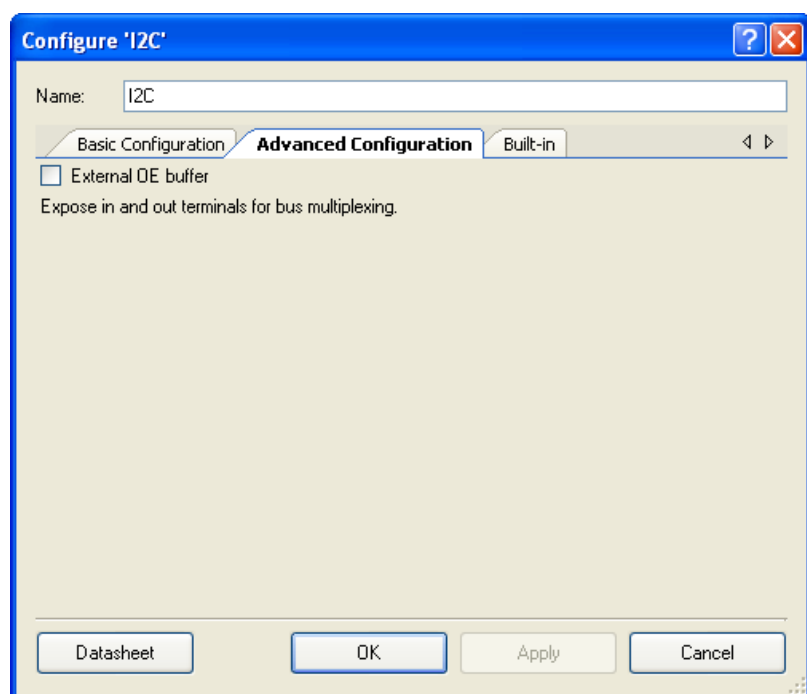 Configure 'I2C'
Name: I2C
Basic Configuration Advanced Configuration Built-in
External OE buffer
Expose in and out terminals for bus multiplexing.
Datasheet OK Apply Cancel